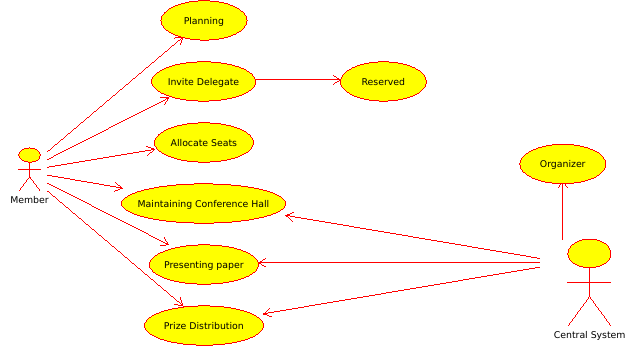 Planning
Invite Delegate
Reserved
Allocate Seats
Organizer
Member
Maintaining Conference Hall
Presenting paper
Prize Distribution
Central System